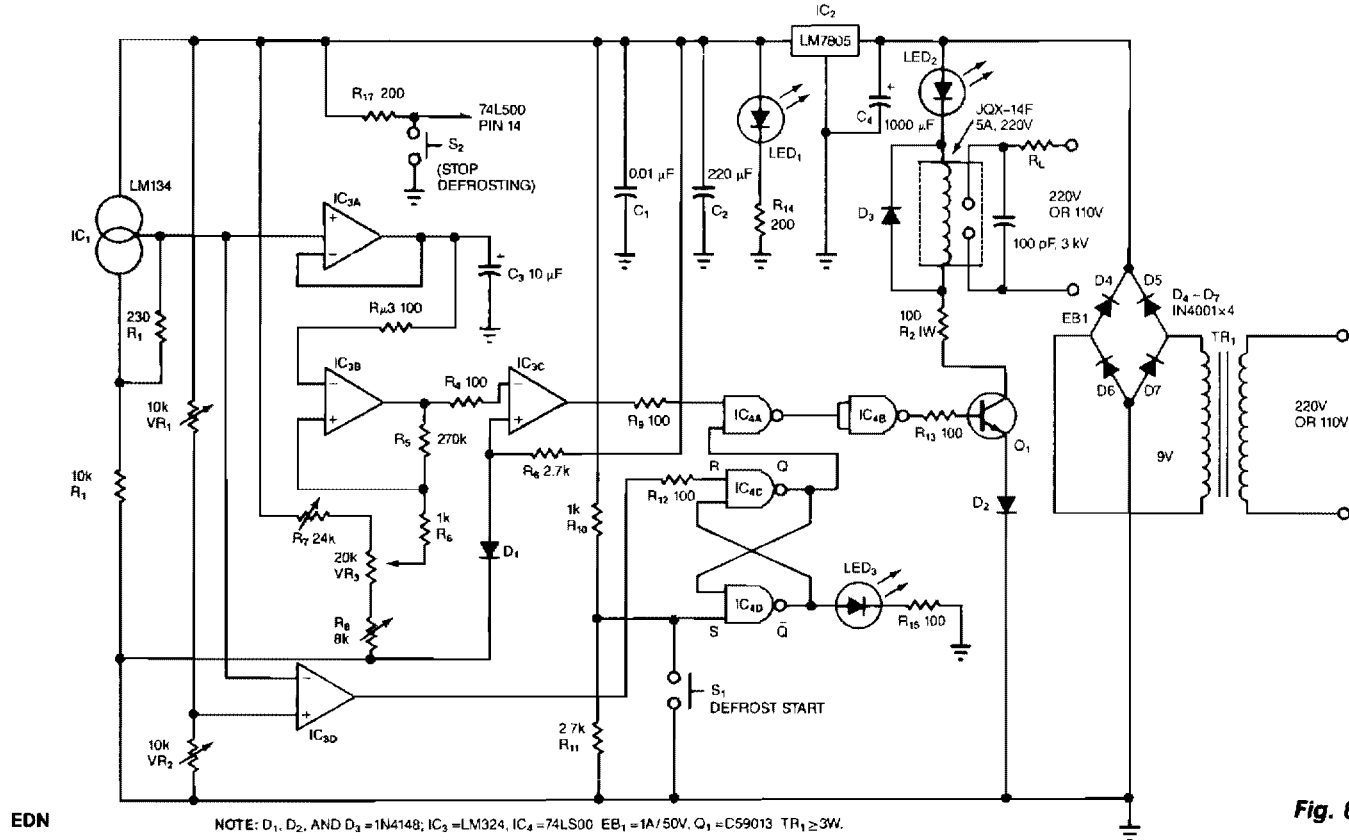 IC2
LM7805
LED2
R17 200
74L500
PIN 14
S2
(STOP
DEFROSTING)
LM134
IC1
IC3A
0.01 µF
C1
220 µF
C2
LED1
R14
200
C4
1000 µF
JQX-14F
5A, 220V
RL
220V
OR 110V
100 pF, 3 kV
D3
C3 10 µF
Rµ3 100
230
R1
100
R2 IW
D4
D5
EB1
D6
D7
D4 – D7
IN4001×4
TR1
220V
OR 110V
9V
IC3B
IC3C
R4 100
R5
270k
R9 100
IC4A
IC4B
R13 100
Q1
10k
VR1
10k
R1
R6 2.7k
R7 24k
20k
VR3
1k
R6
D1
1k
R10
R12 100
R
Q
IC4C
D2
R8
8k
IC4D
S
Q̄
LED3
R15 100
IC3D
S1
DEFROST START
10k
VR2
2.7k
R11
EDN
NOTE: D1, D2, AND D3 = 1N4148; IC3 = LM324, IC4 = 74LS00 EB1 = 1A/50V, Q1 = C59013 TR1 ≥ 3W.
Fig. 8